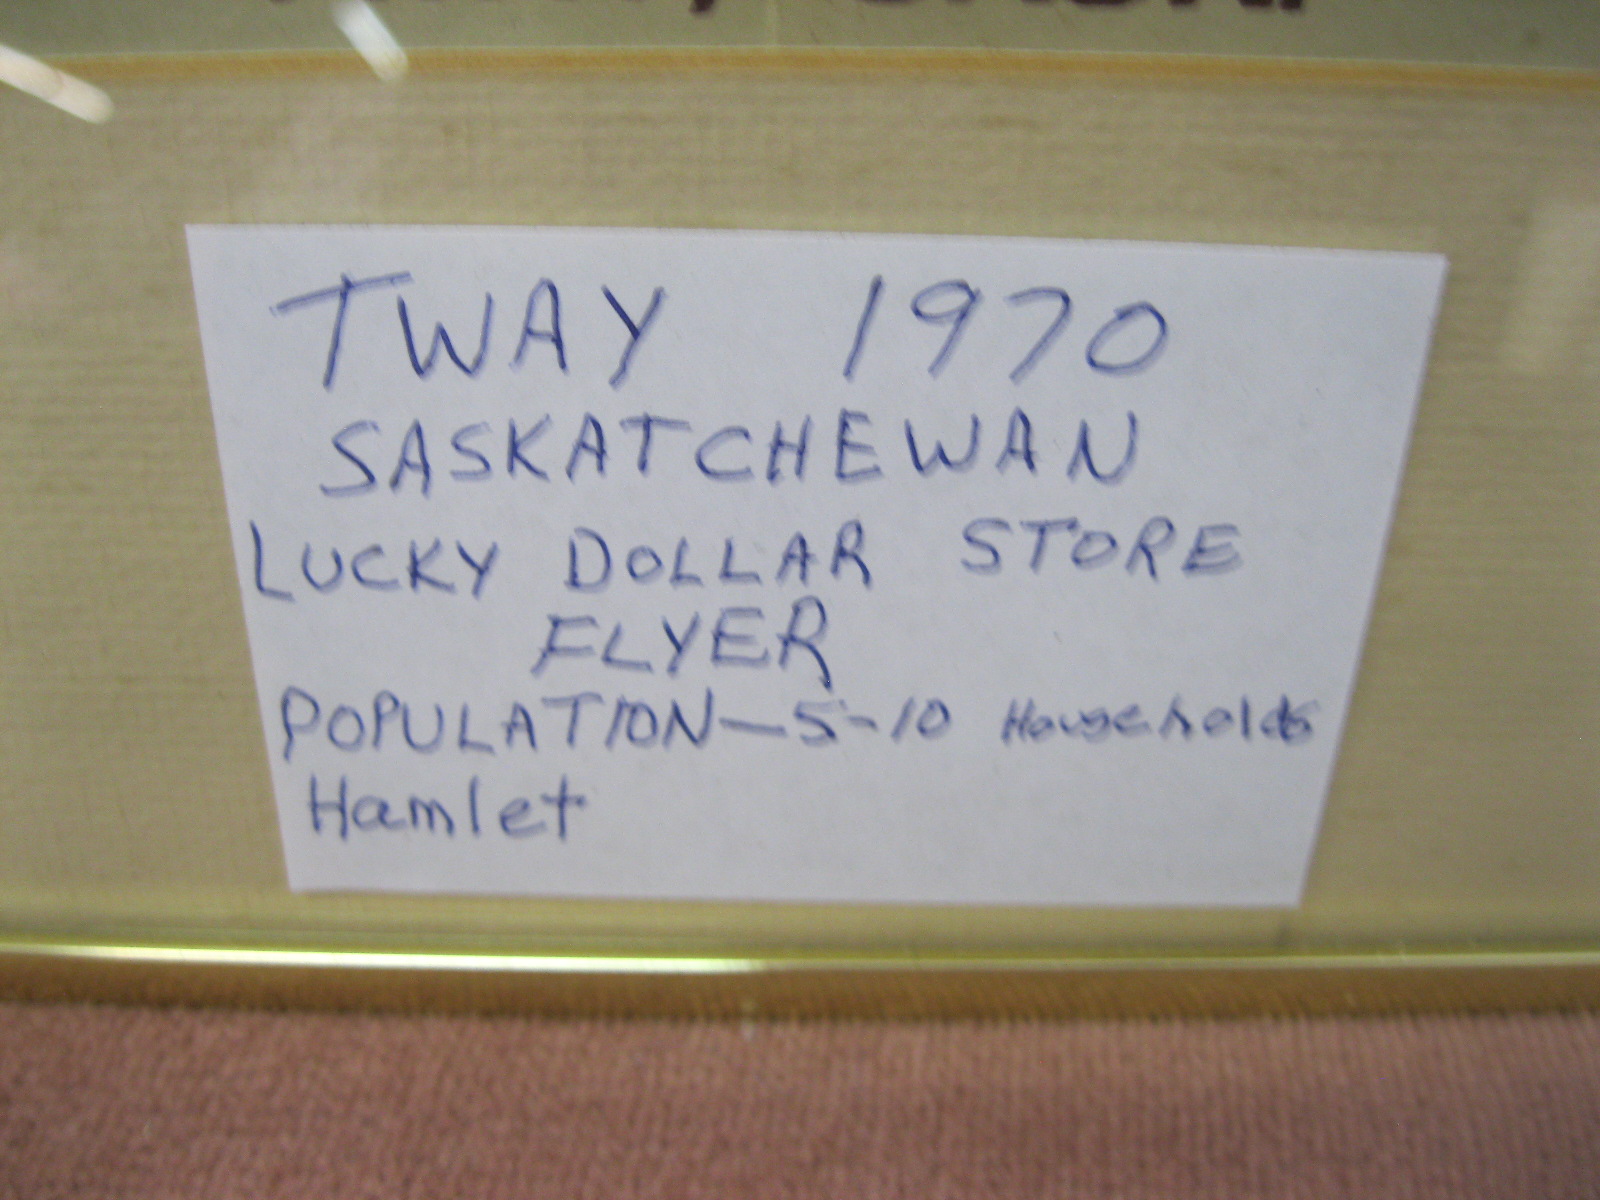 TWAY 1970
SASKATCHEWAN
LUCKY DOLLAR STORE
FLYER
POPULATION — 5-10 Households
Hamlet